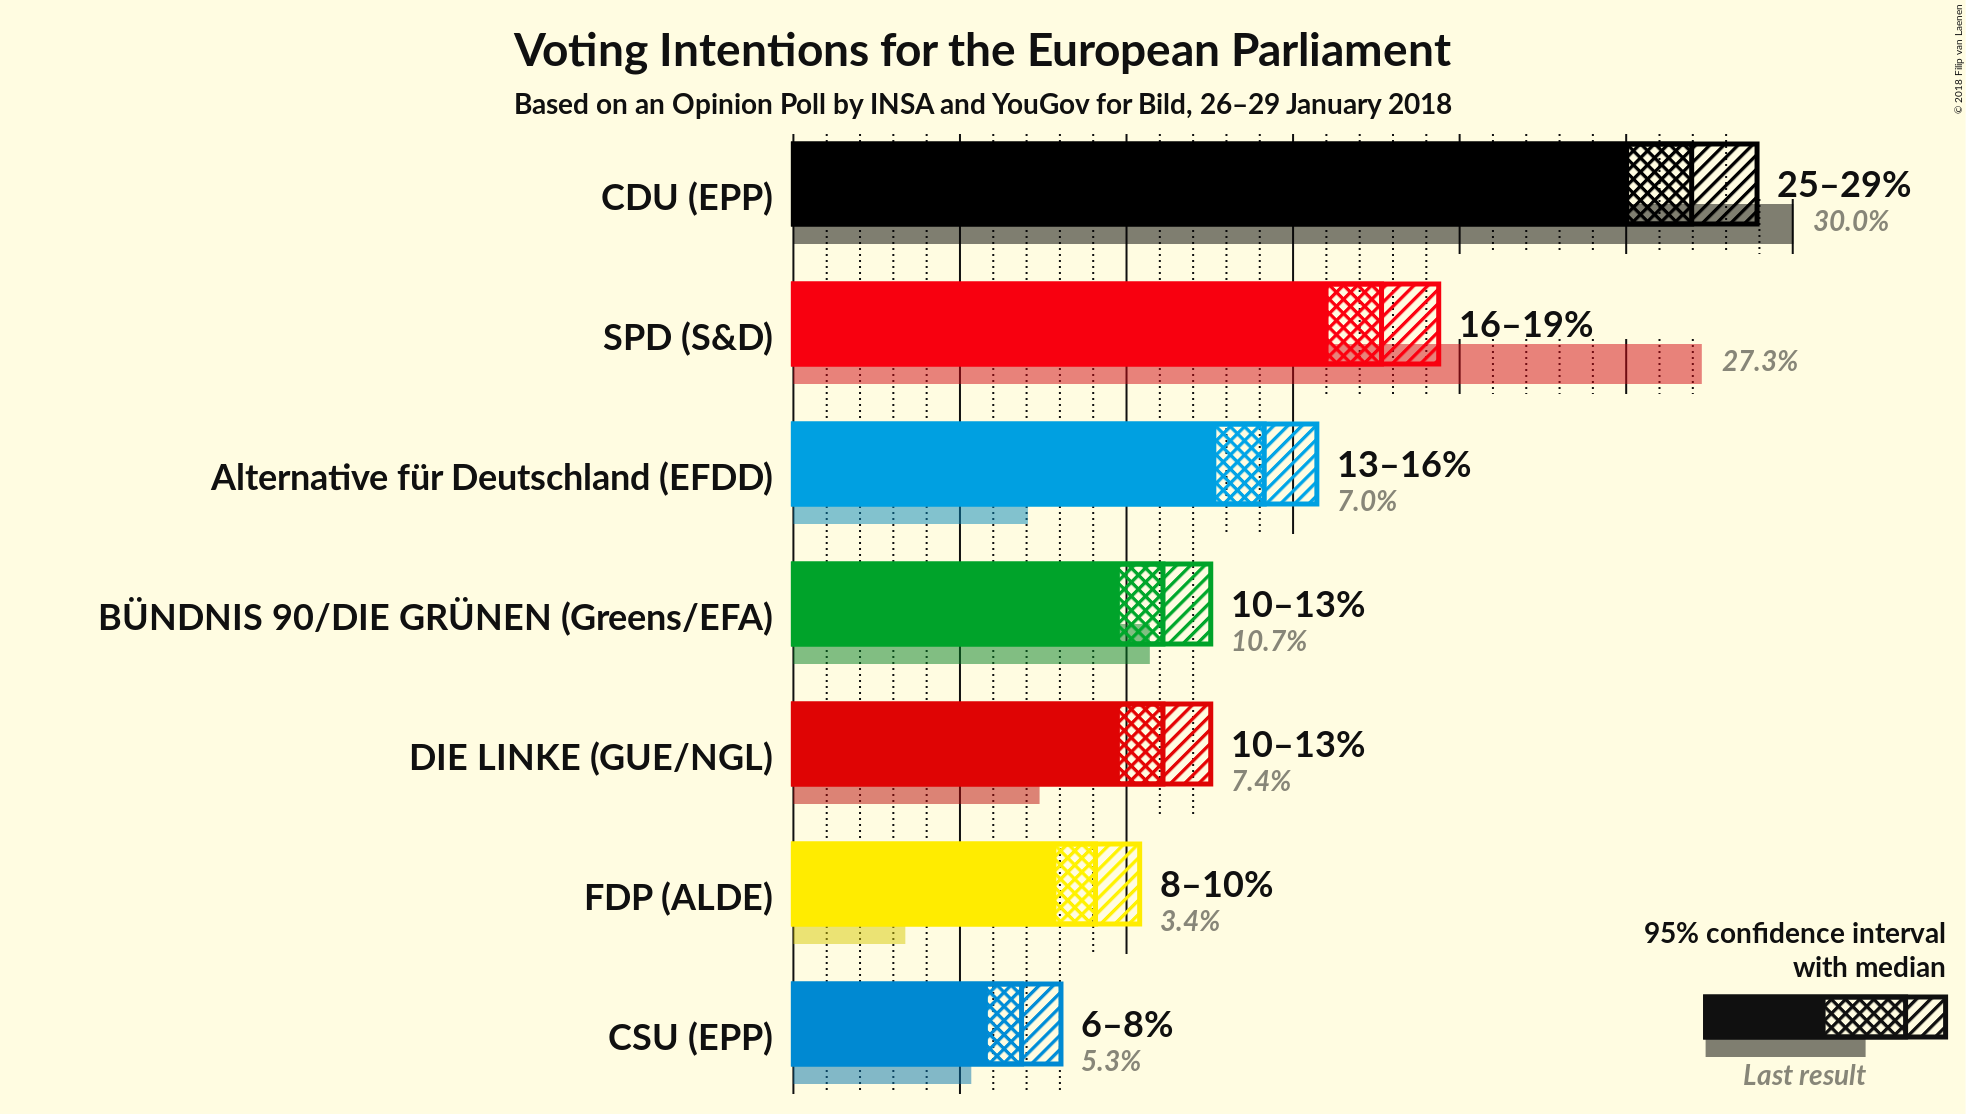 Voting Intentions for the European Parliament
Based on an Opinion Poll by INSA and YouGov for Bild, 26–29 January 2018
© 2018 Filip van Laenen
CDU (EPP)
25–29%
30.0%
SPD (S&D)
16–19%
27.3%
Alternative für Deutschland (EFDD)
13–16%
7.0%
BÜNDNIS 90/DIE GRÜNEN (Greens/EFA)
10–13%
10.7%
DIE LINKE (GUE/NGL)
10–13%
7.4%
FDP (ALDE)
8–10%
3.4%
CSU (EPP)
6–8%
5.3%
95% confidence interval
with median
Last result